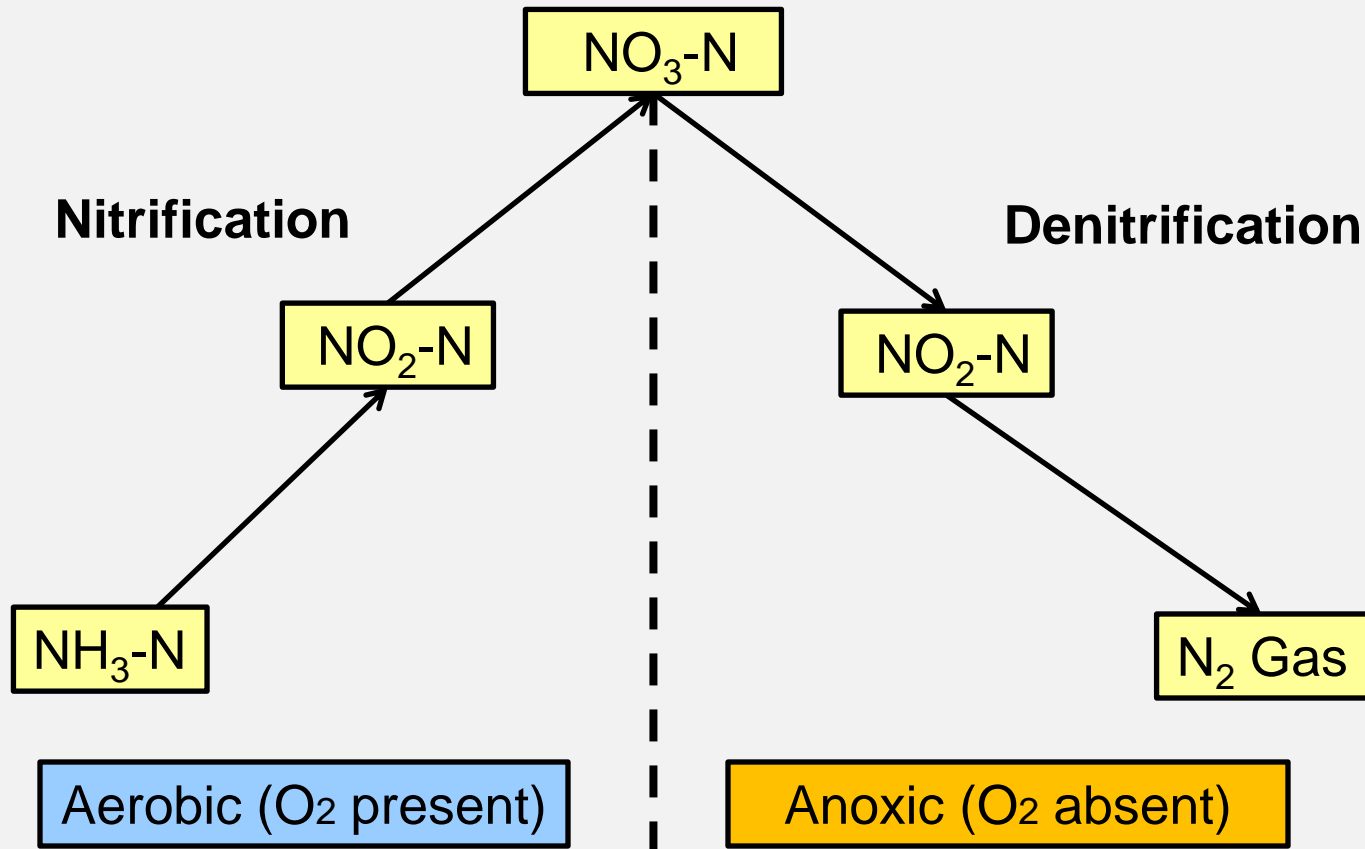 NO₃-N
Nitrification
Denitrification
NO₂-N
NO₂-N
NH₃-N
N₂ Gas
Aerobic (O₂ present)
Anoxic (O₂ absent)